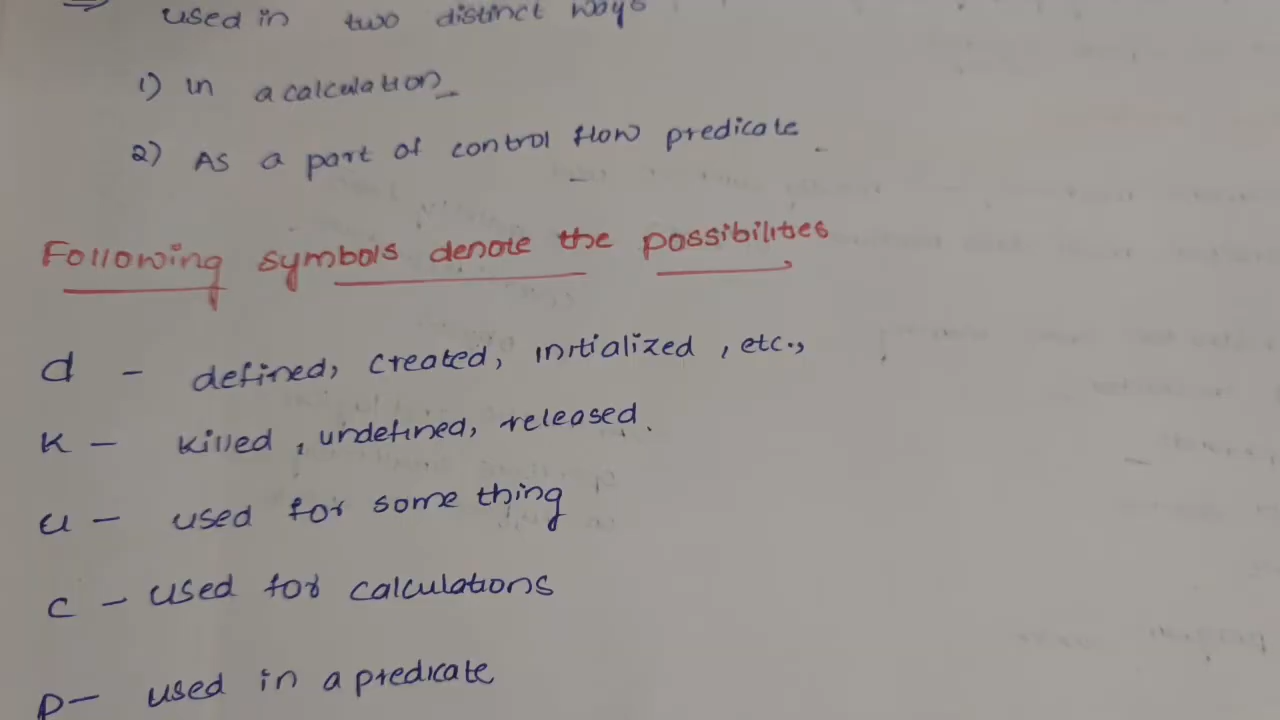 used in two distinct ways
1) in a calculation
2) As a part of control flow predicate.
Following symbols denote the possibilities
d - defined, created, initialized, etc.,
k - killed, undefined, released.
u - used for some thing
c - used for calculations
p - used in a predicate